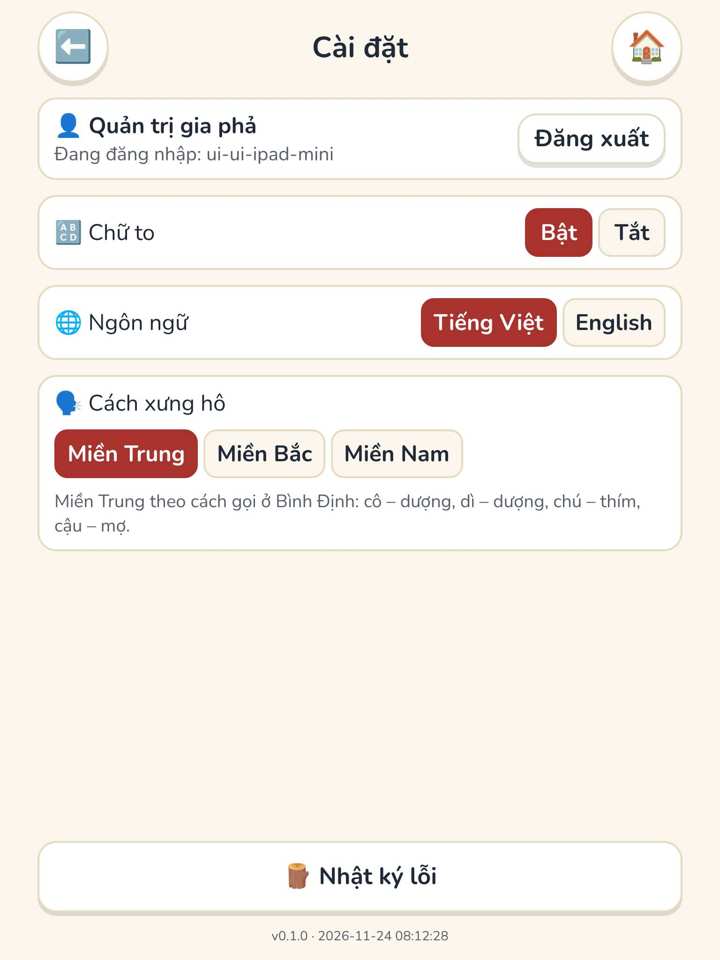 Cài đặt
Quản trị gia phả
Đang đăng nhập: ui-ui-ipad-mini
Đăng xuất
Chữ to
Bật
Tắt
Ngôn ngữ
Tiếng Việt
English
Cách xưng hô
Miền Trung
Miền Bắc
Miền Nam
Miền Trung theo cách gọi ở Bình Định: cô – dượng, dì – dượng, chú – thím,
cậu – mợ.
Nhật ký lỗi
v0.1.0 · 2026-11-24 08:12:28